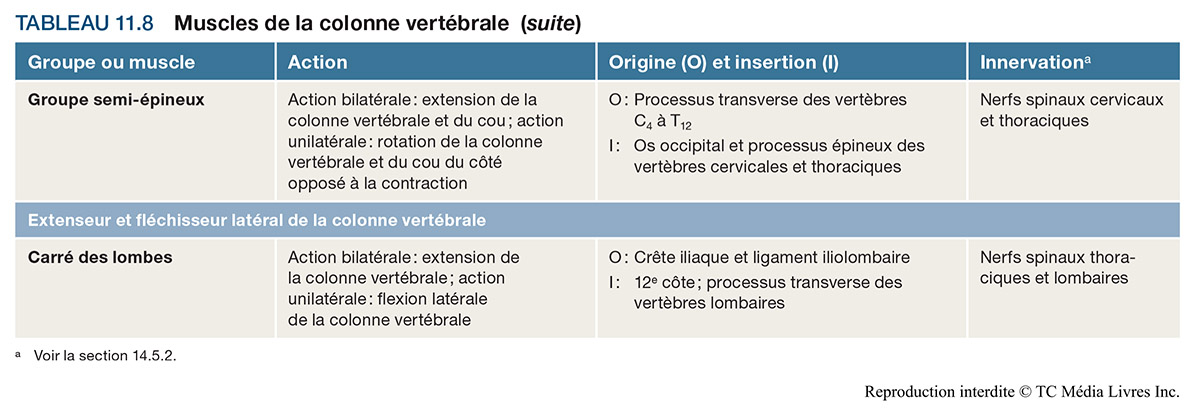 TABLEAU 11.8 Muscles de la colonne vertébrale (suite)
Groupe ou muscle
Action
Origine (O) et insertion (I)
Innervationᵃ
Groupe semi-épineux
Action bilatérale : extension de la
colonne vertébrale et du cou ; action
unilatérale : rotation de la colonne
vertébrale et du cou du côté
opposé à la contraction
O : Processus transverse des vertèbres
C₄ à T₁₂
I : Os occipital et processus épineux des
vertèbres cervicales et thoraciques
Nerfs spinaux cervicaux
et thoraciques
Extenseur et fléchisseur latéral de la colonne vertébrale
Carré des lombes
Action bilatérale : extension de
la colonne vertébrale ; action
unilatérale : flexion latérale
de la colonne vertébrale
O : Crête iliaque et ligament iliolombaire
I : 12ᵉ côte ; processus transverse des
vertèbres lombaires
Nerfs spinaux thora-
ciques et lombaires
ᵃ Voir la section 14.5.2.
Reproduction interdite © TC Média Livres Inc.